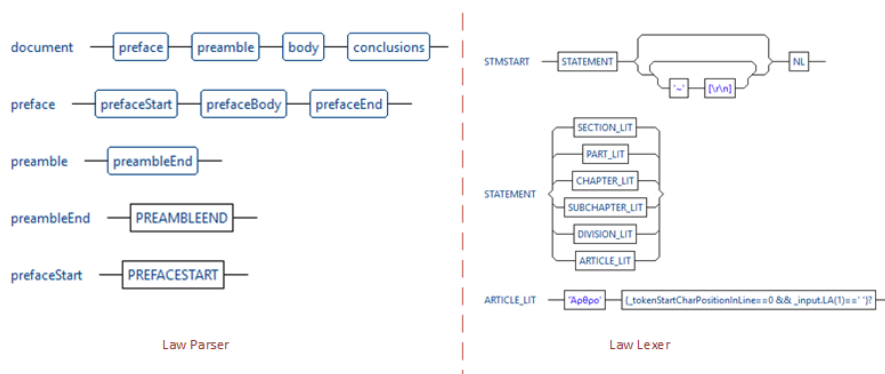 document preface preamble body conclusions
preface prefaceStart prefaceBody prefaceEnd
preamble preambleEnd
preambleEnd PREAMBLEEND
prefaceStart PREFACESTART
Law Parser
STMSTART STATEMENT NL
'~' [\r\n]
SECTION_LIT
PART_LIT
CHAPTER_LIT
STATEMENT
SUBCHAPTER_LIT
DIVISION_LIT
ARTICLE_LIT
ARTICLE_LIT 'Άρθρο' {_tokenStartCharPositionInLine==0 && _input.LA(1)==' '}?
Law Lexer